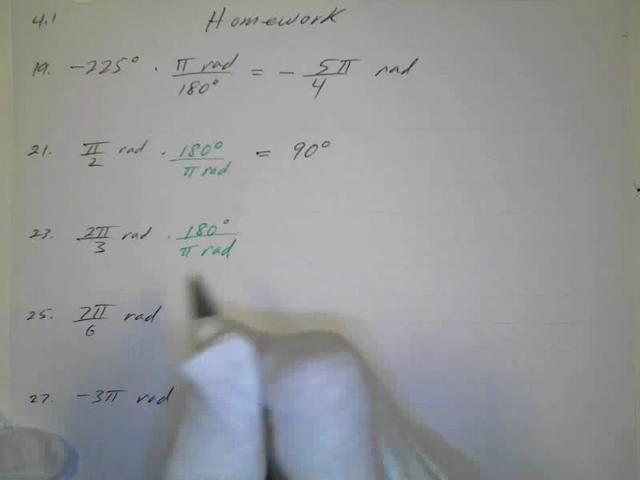 4.1 Homework
19. -225° · π rad / 180° = - 5π / 4 rad
21. π / 2 rad · 180° / π rad = 90°
23. 2π / 3 rad · 180° / π rad
25. 7π / 6 rad
27. -3π rad